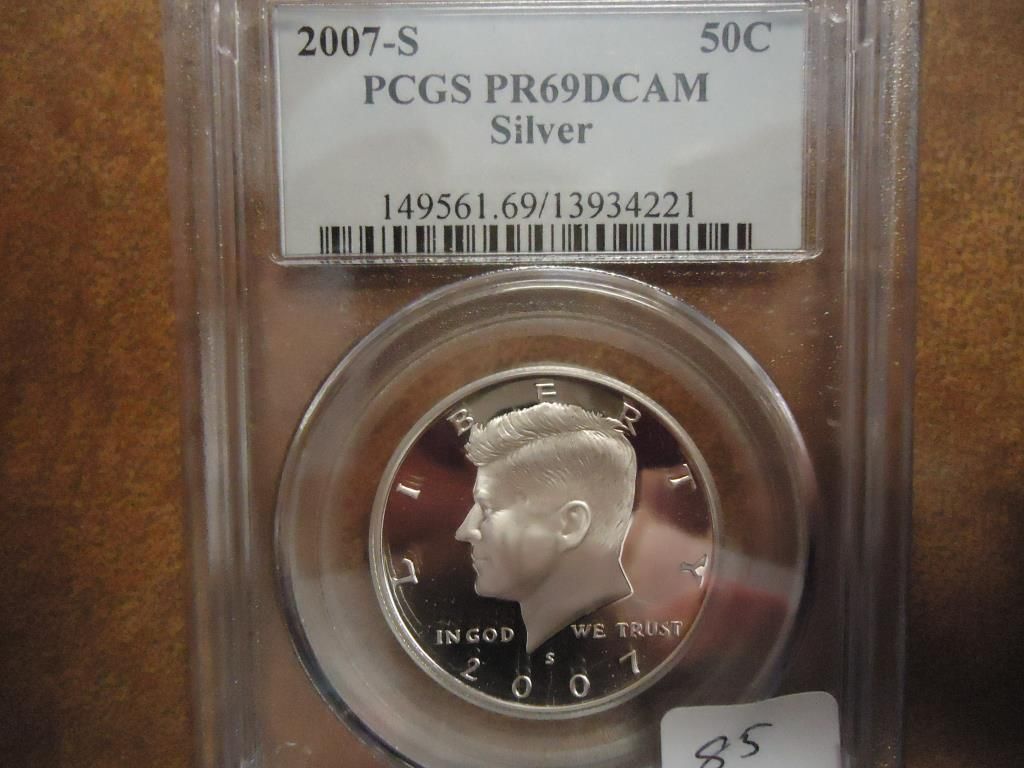 2007-S 50C
PCGS PR69DCAM
Silver
149561.69/13934221
LIBERTY
IN GOD WE TRUST
S
2007
85